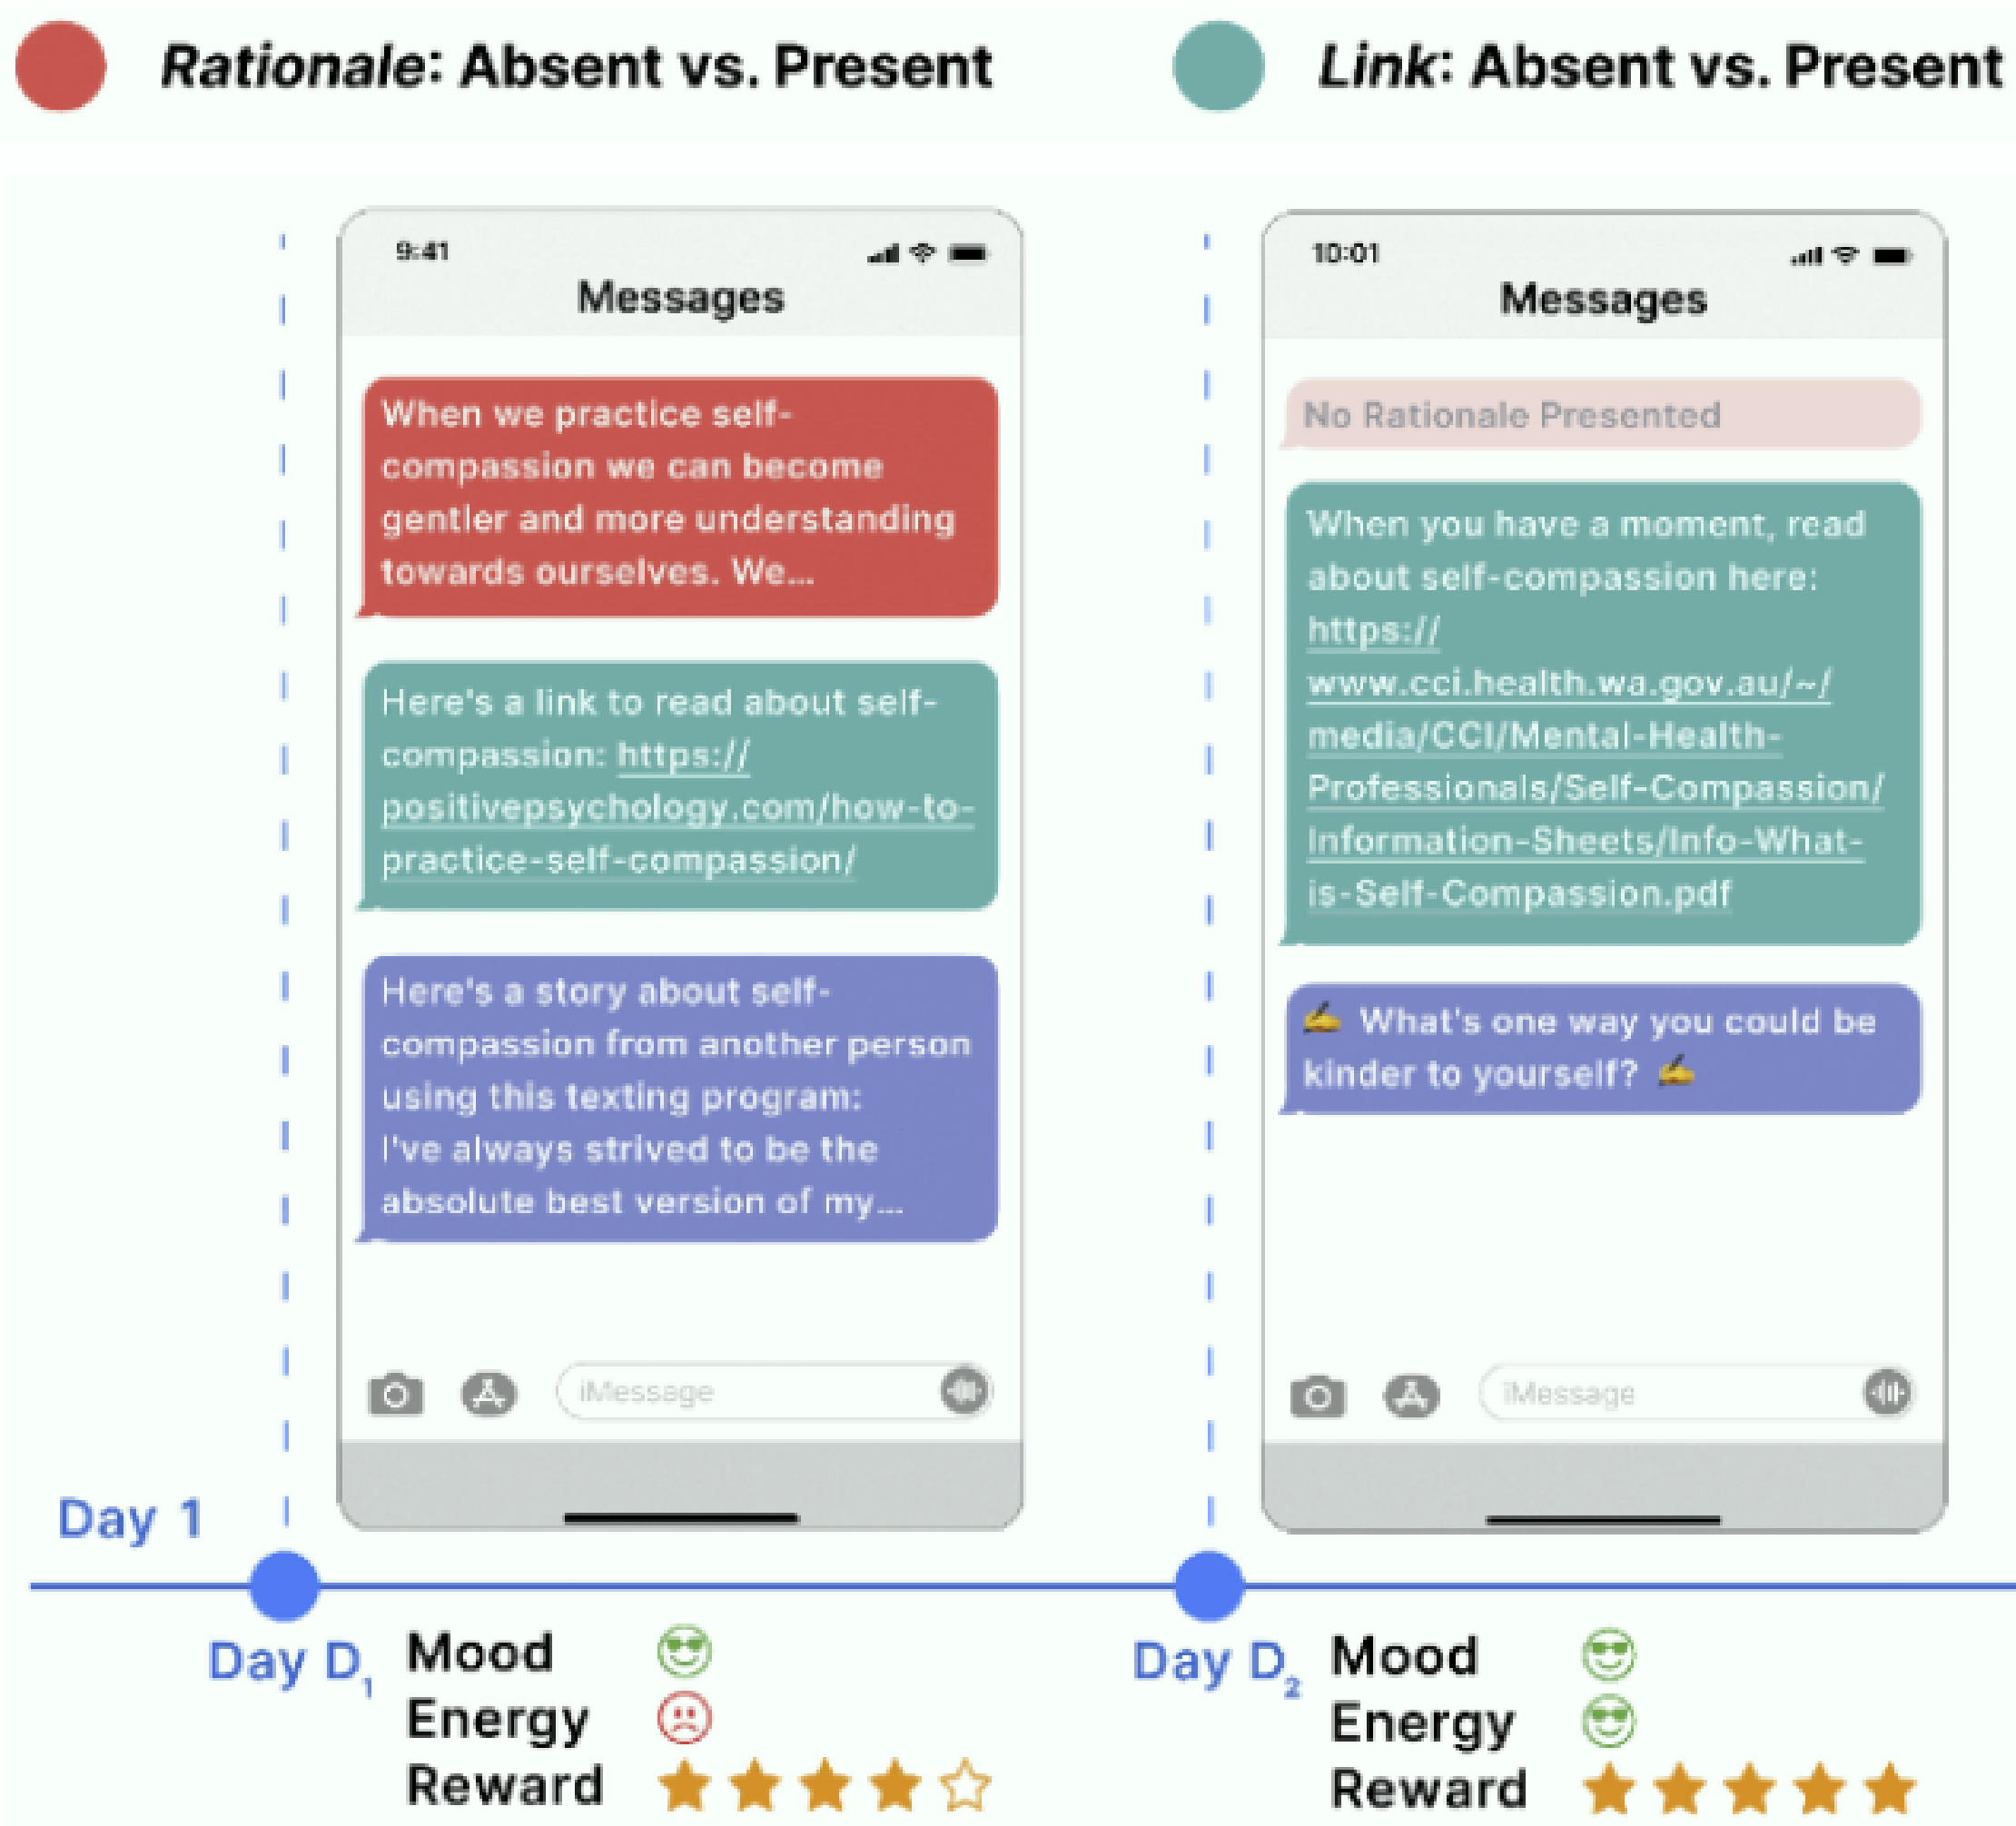 Rationale: Absent vs. Present
Link: Absent vs. Present
9:41
Messages
When we practice self-
compassion we can become
gentler and more understanding
towards ourselves. We...
Here's a link to read about self-
compassion: https://
positivepsychology.com/how-to-
practice-self-compassion/
Here's a story about self-
compassion from another person
using this texting program:
I've always strived to be the
absolute best version of my...
iMessage
10:01
Messages
No Rationale Presented
When you have a moment, read
about self-compassion here:
https://
www.cci.health.wa.gov.au/~/
media/CCI/Mental-Health-
Professionals/Self-Compassion/
Information-Sheets/Info-What-
is-Self-Compassion.pdf
✍️ What's one way you could be
kinder to yourself? ✍️
iMessage
Day 1
Day D₁
Mood
Energy
Reward
Day D₂
Mood
Energy
Reward